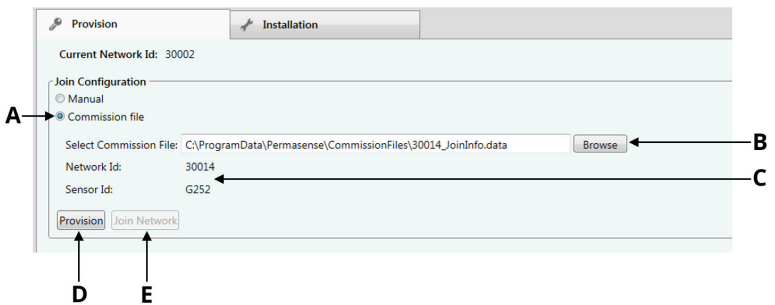 Provision
Installation
Current Network Id: 30002
Join Configuration
Manual
A
Commission file
Select Commission File: C:\ProgramData\Permasense\CommissionFiles\30014_JoinInfo.data Browse
B
Network Id: 30014
C
Sensor Id: G252
Provision Join Network
D E